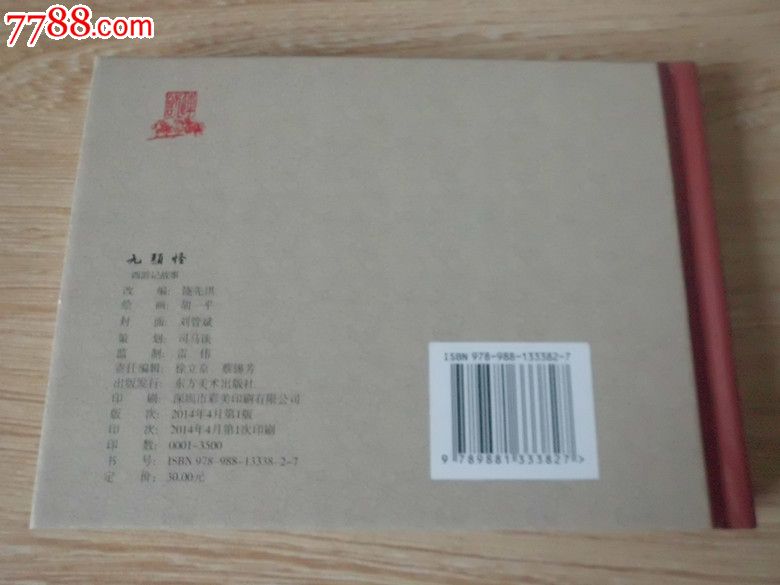 7788.com
九頭怪
西游记故事
改 编: 饶先洪
绘 画: 胡一平
封 面: 刘管斌
策 划: 司马谈
监 制: 雷 伟
责任编辑: 徐立京 蔡锡芳
出版发行: 东方美术出版社
印 刷: 深圳市彩美印刷有限公司
版 次: 2014年4月第1版
印 次: 2014年4月第1次印刷
印 数: 0001-3500
书 号: ISBN 978-988-13338-2-7
定 价: 30.00元
ISBN 978-988-133382-7
9 789881 333827 >